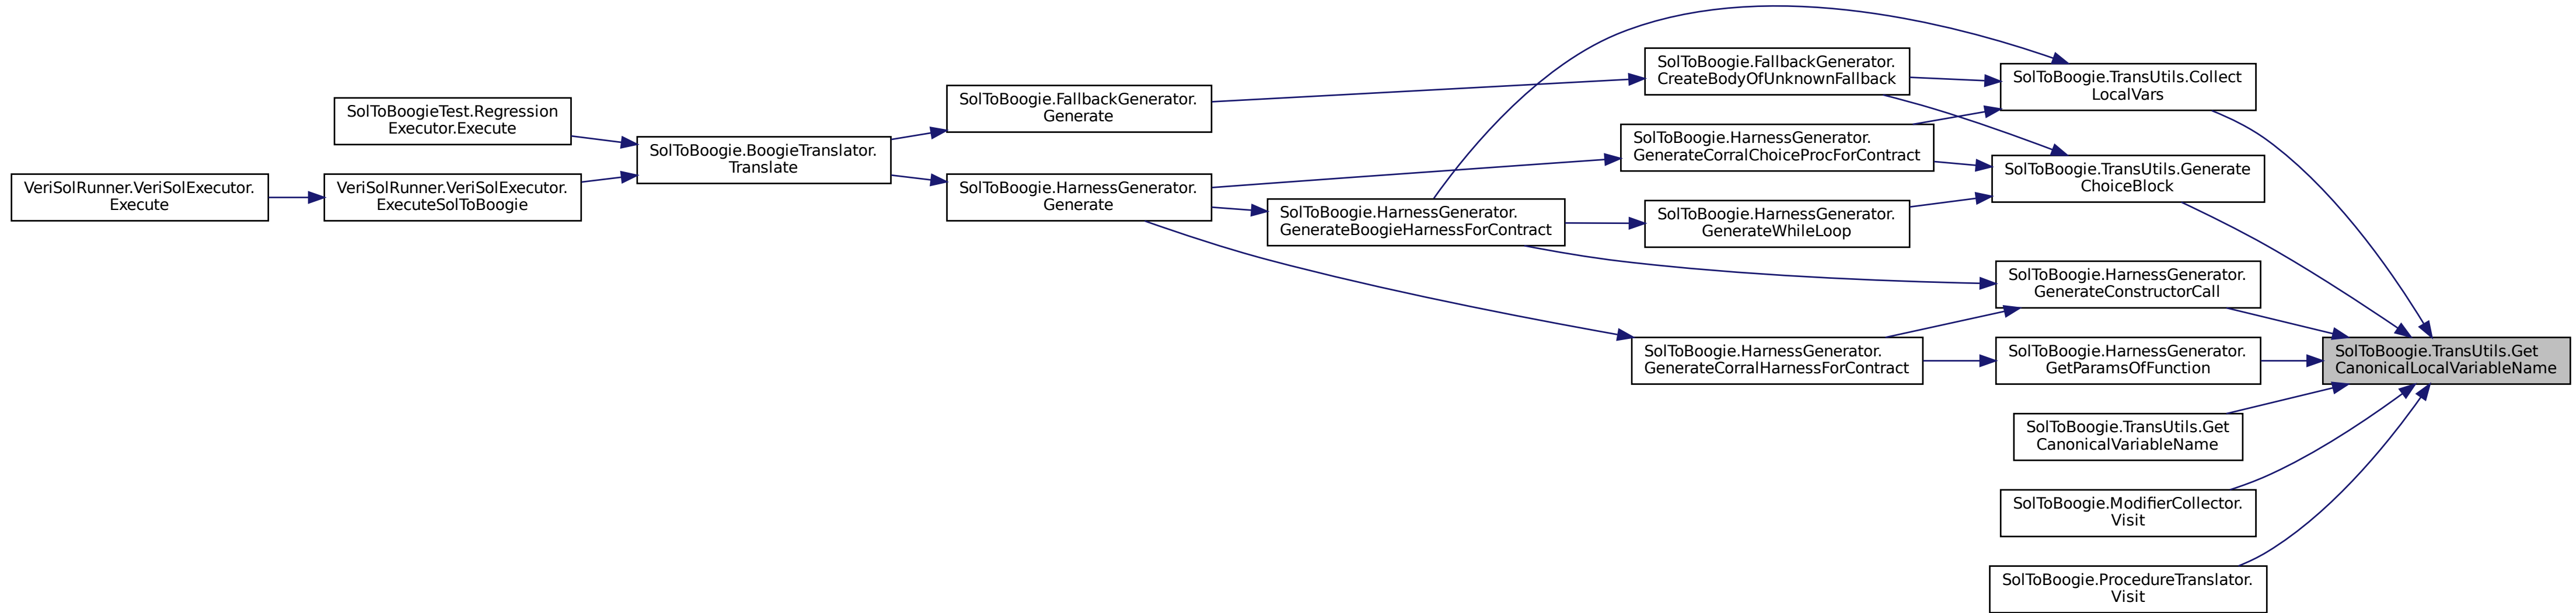 VeriSolRunner.VeriSolExecutor.
Execute
SolToBoogieTest.Regression
Executor.Execute
VeriSolRunner.VeriSolExecutor.
ExecuteSolToBoogie
SolToBoogie.BoogieTranslator.
Translate
SolToBoogie.FallbackGenerator.
Generate
SolToBoogie.HarnessGenerator.
Generate
SolToBoogie.HarnessGenerator.
GenerateBoogieHarnessForContract
SolToBoogie.FallbackGenerator.
CreateBodyOfUnknownFallback
SolToBoogie.HarnessGenerator.
GenerateCorralChoiceProcForContract
SolToBoogie.HarnessGenerator.
GenerateWhileLoop
SolToBoogie.HarnessGenerator.
GenerateCorralHarnessForContract
SolToBoogie.TransUtils.Collect
LocalVars
SolToBoogie.TransUtils.Generate
ChoiceBlock
SolToBoogie.HarnessGenerator.
GenerateConstructorCall
SolToBoogie.HarnessGenerator.
GetParamsOfFunction
SolToBoogie.TransUtils.Get
CanonicalVariableName
SolToBoogie.ModifierCollector.
Visit
SolToBoogie.ProcedureTranslator.
Visit
SolToBoogie.TransUtils.Get
CanonicalLocalVariableName